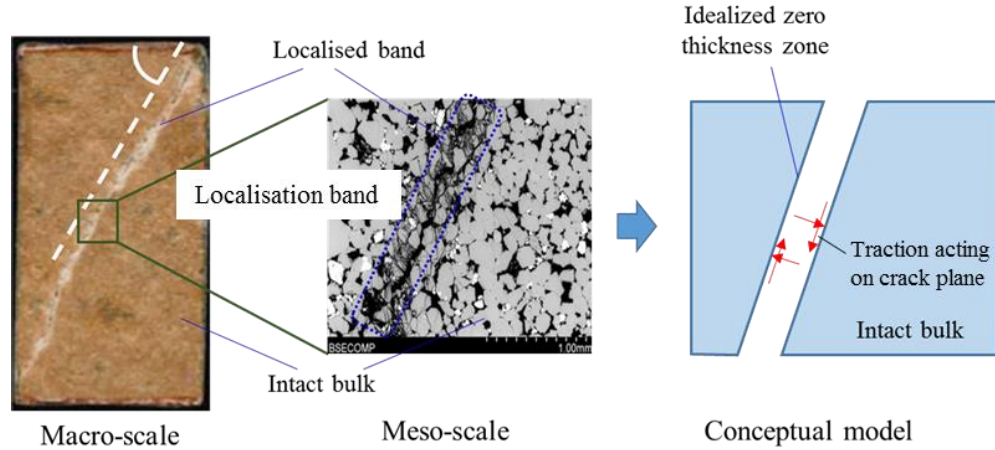 Localised band
Localisation band
Intact bulk
BSECOMP
1.00mm
Idealized zero
thickness zone
Traction acting
on crack plane
Intact bulk
Macro-scale
Meso-scale
Conceptual model